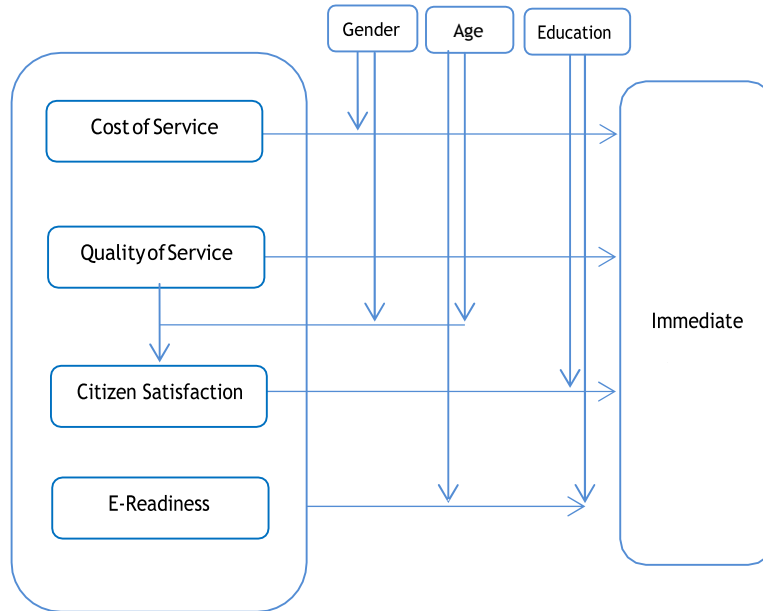 Gender
Age
Education
Cost of Service
Quality of Service
Immediate
Citizen Satisfaction
E-Readiness